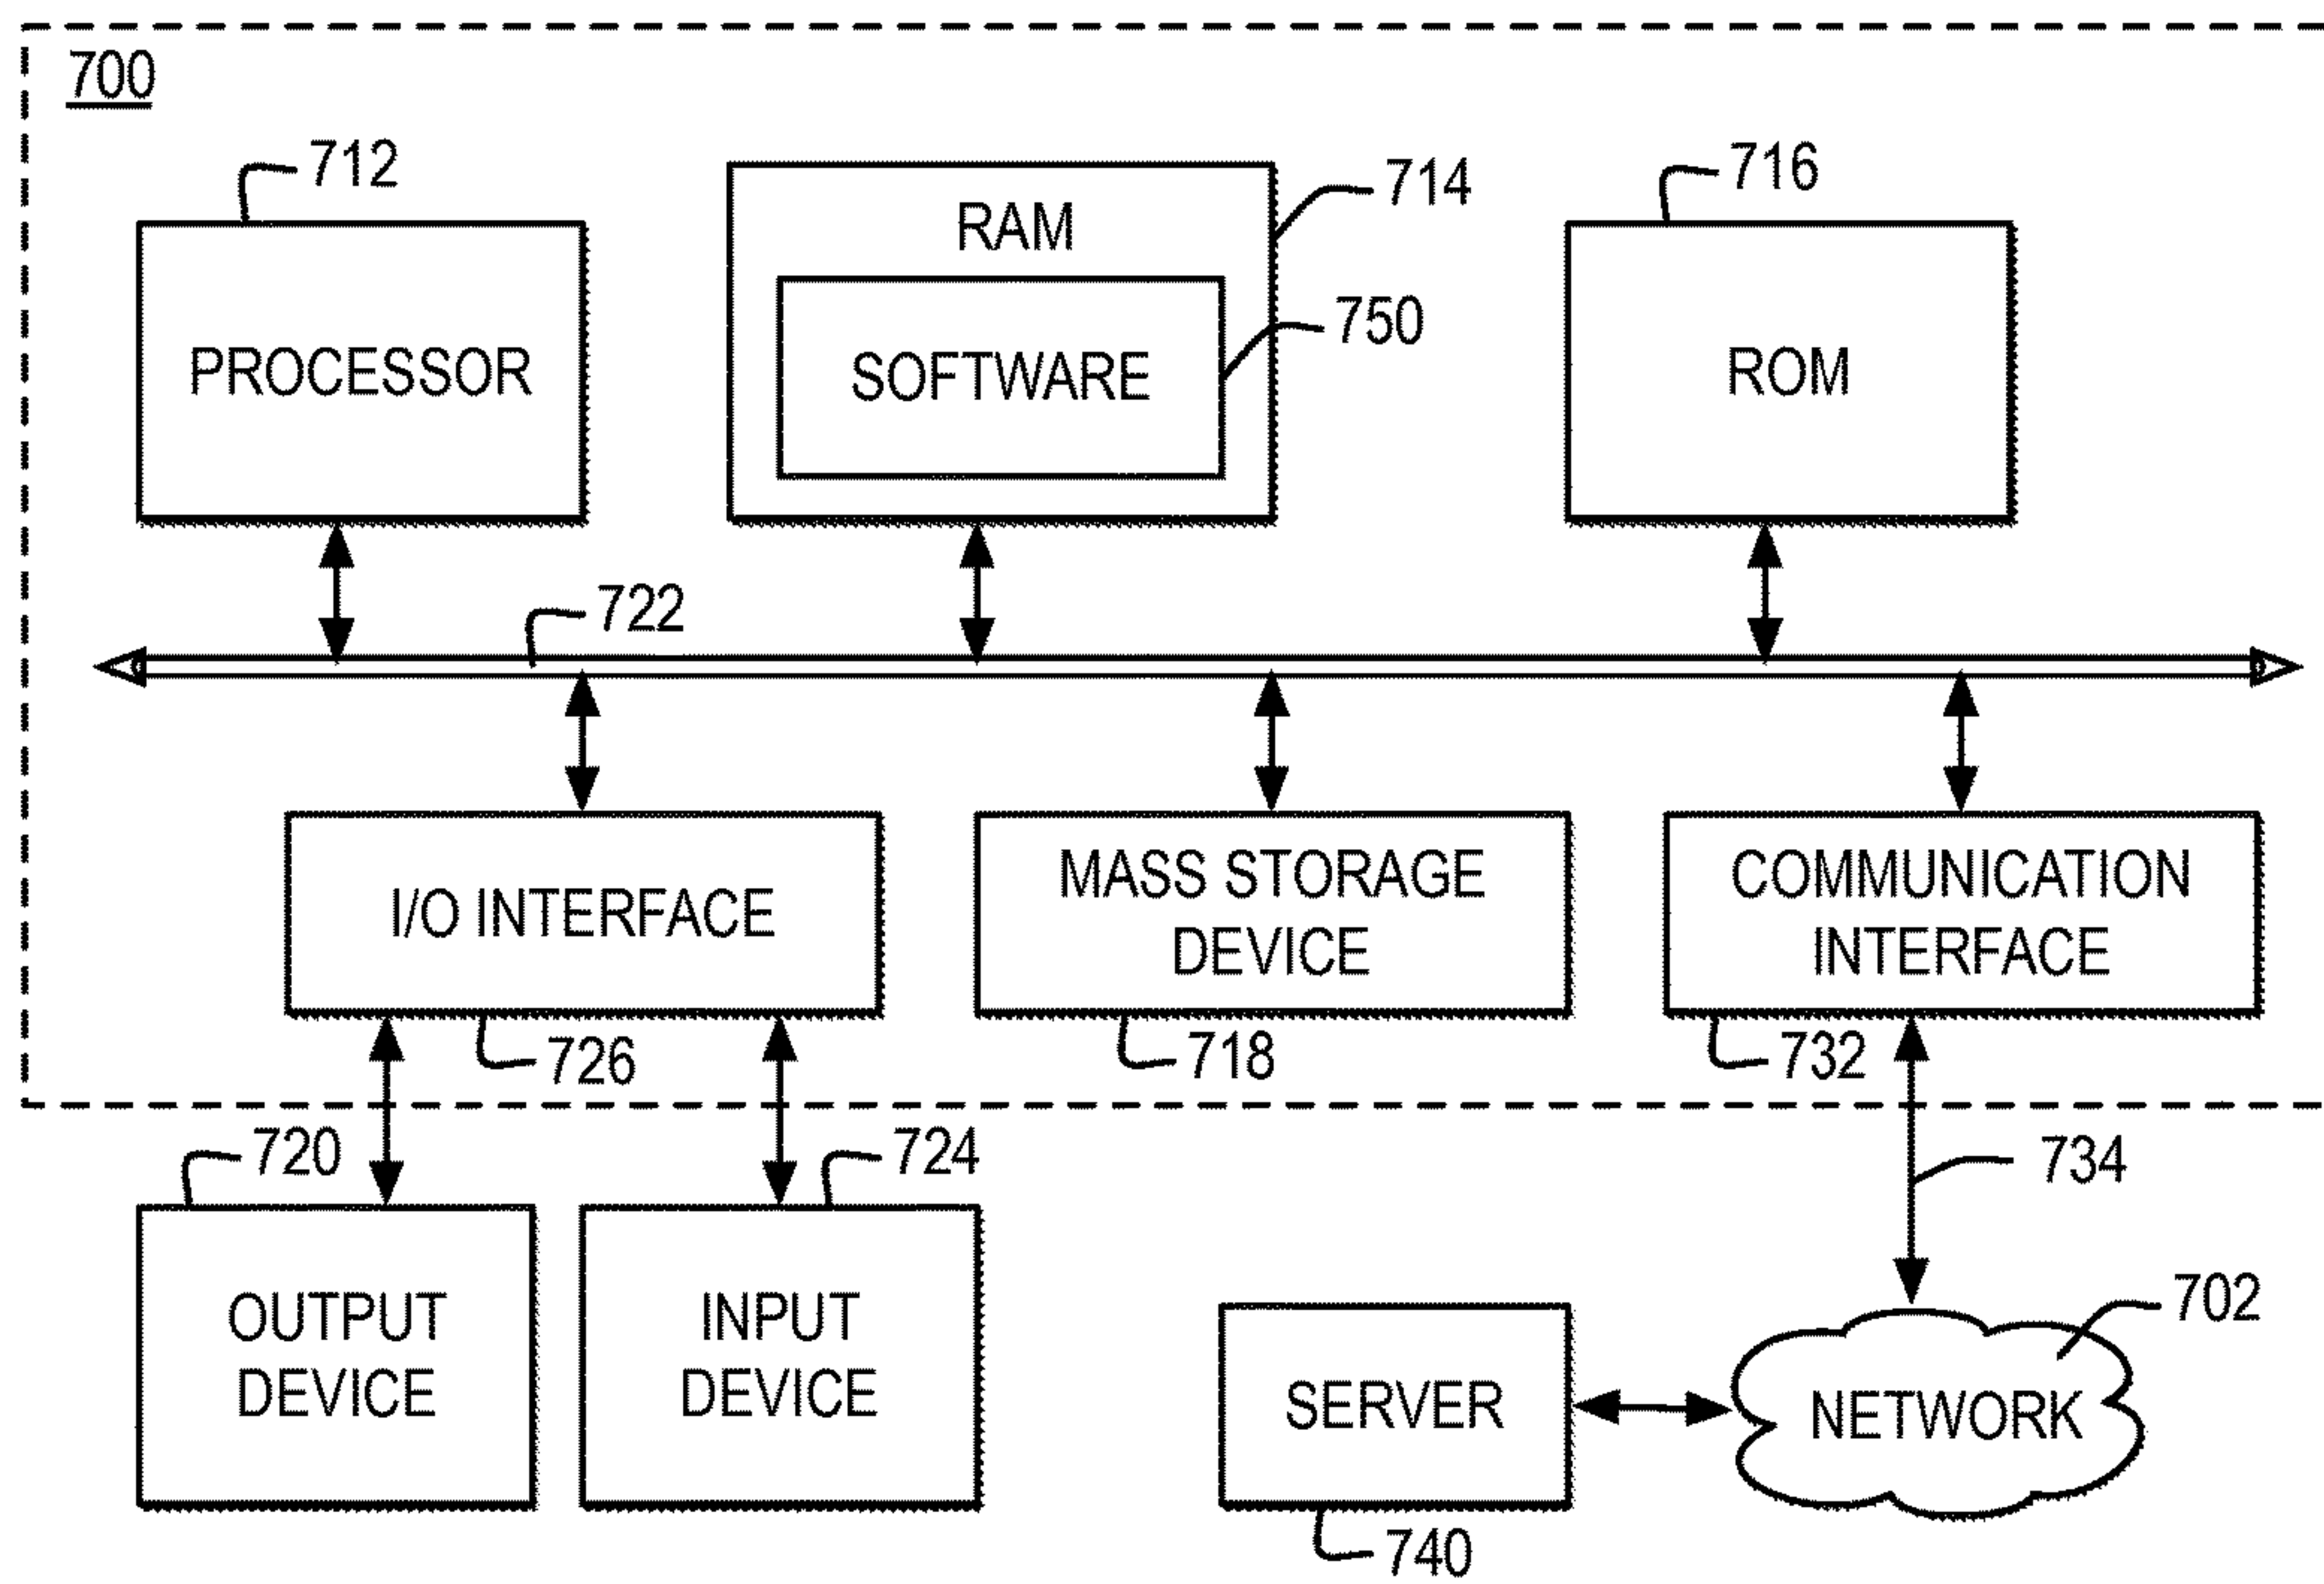 700
712
714
716
RAM
750
PROCESSOR
SOFTWARE
ROM
722
MASS STORAGE
DEVICE
COMMUNICATION
INTERFACE
I/O INTERFACE
726
718
732
720
724
734
OUTPUT
DEVICE
INPUT
DEVICE
702
SERVER
NETWORK
740